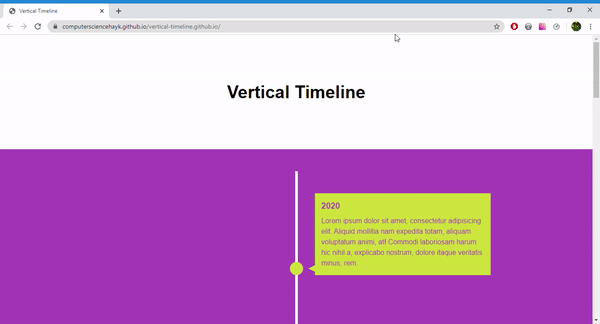 Vertical Timeline
computersciencehayk.github.io/vertical-timeline.github.io/
Vertical Timeline
2020
Lorem ipsum dolor sit amet, consectetur adipisicing
elit. Aliquid mollitia nam expedita totam, aliquam
voluptatum animi, at! Commodi laboriosam harum
hic nihil a, explicabo nostrum, dolore itaque veritatis
minus, rem.